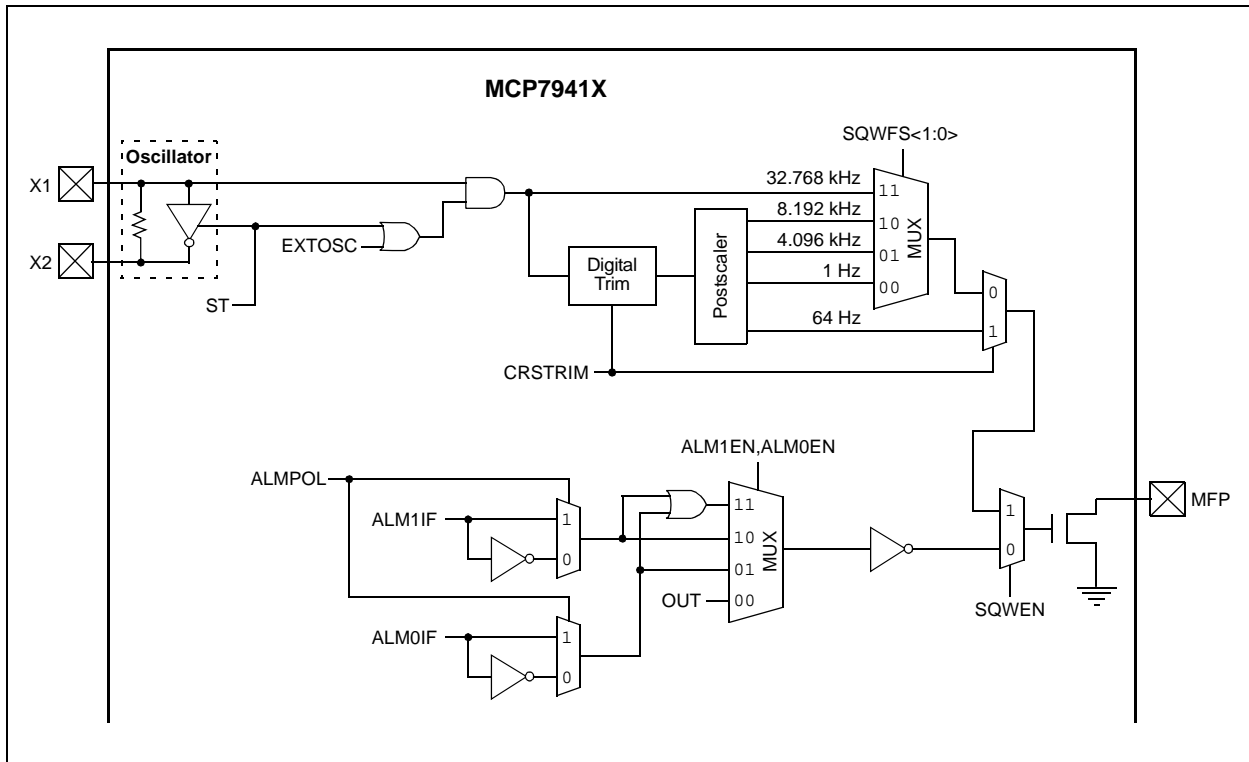 MCP7941X
SQWFS<1:0>
Oscillator
X1
X2
ST
EXTOSC
32.768 kHz
8.192 kHz
4.096 kHz
1 Hz
64 Hz
11
10
01
00
MUX
Digital
Trim
Postscaler
0
1
CRSTRIM
ALM1EN,ALM0EN
ALMPOL
ALM1IF
1
0
ALM0IF
1
0
OUT
11
10
01
00
MUX
1
0
SQWEN
MFP